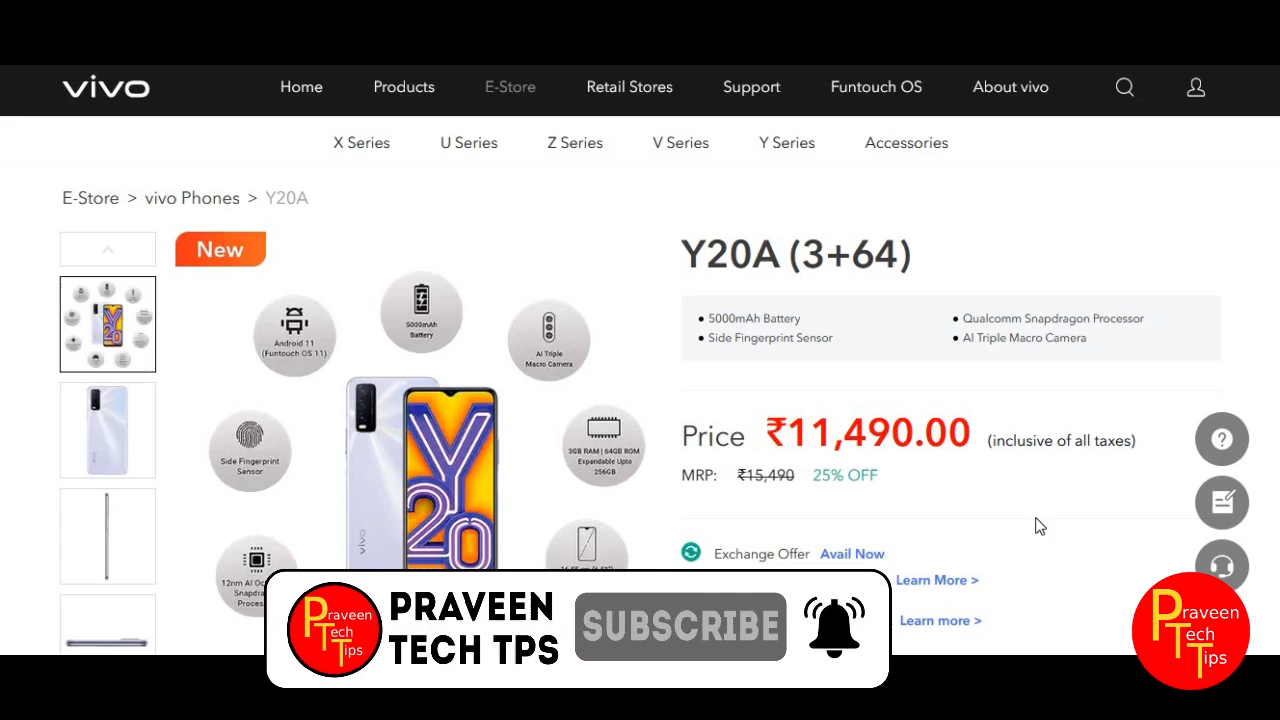 vivo
Home Products E-Store Retail Stores Support Funtouch OS About vivo
X Series U Series Z Series V Series Y Series Accessories
E-Store > vivo Phones > Y20A
New
Android 11
(Funtouch OS 11)
5000mAh
Battery
AI Triple
Macro Camera
Side Fingerprint
Sensor
3GB RAM | 64GB ROM
Expandable Upto
256GB
Y
20
vivo
Y20A (3+64)
• 5000mAh Battery
• Qualcomm Snapdragon Processor
• Side Fingerprint Sensor
• AI Triple Macro Camera
Price ₹11,490.00 (inclusive of all taxes)
MRP: ₹15,490 25% OFF
Exchange Offer Avail Now
Learn More >
Learn more >
Praveen
Tech
Tips
PRAVEEN
TECH TPS
SUBSCRIBE
Praveen
Tech
Tips